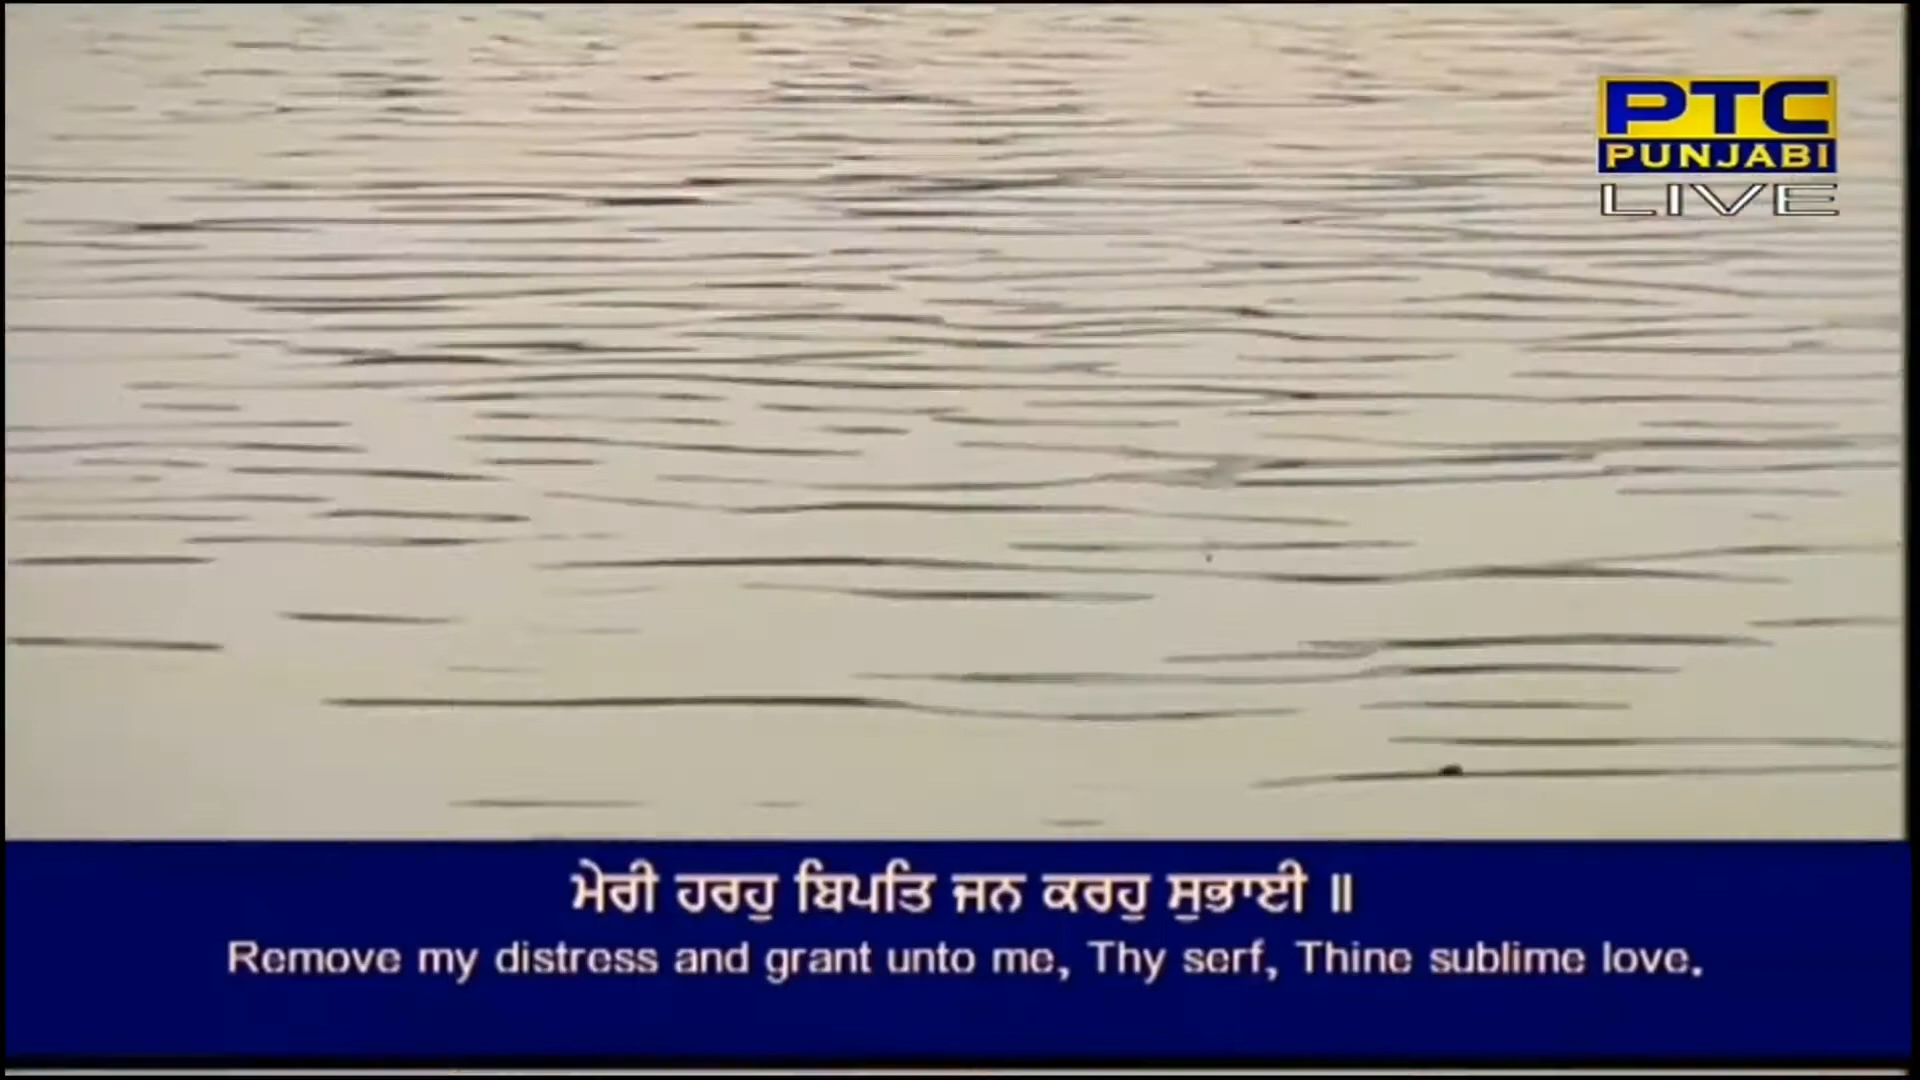 PTC
PUNJABI
LIVE
ਮੇਰੀ ਹਰਹੁ ਬਿਪਤਿ ਜਨ ਕਰਹੁ ਸੁਭਾਈ ॥
Remove my distress and grant unto me, Thy serf, Thine sublime love.